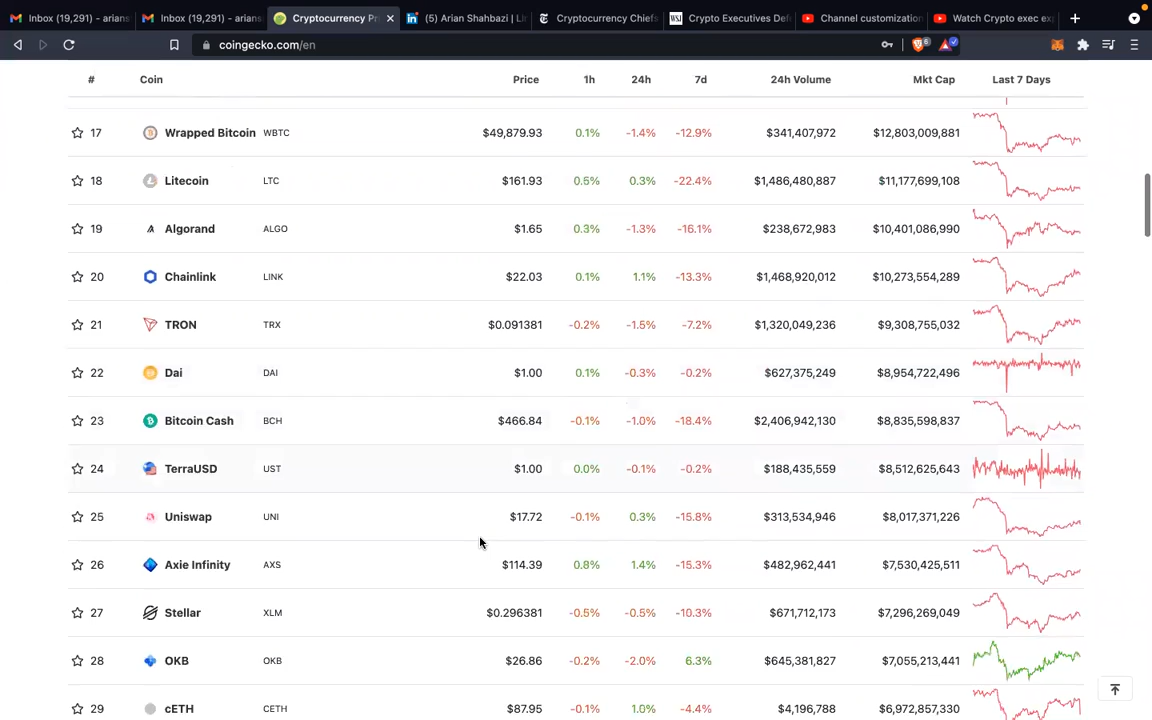 Inbox (19,291) - arians Inbox (19,291) - arians Cryptocurrency Pr (5) Arian Shahbazi | Lin Cryptocurrency Chiefs WSJ Crypto Executives Def Channel customization Watch Crypto exec ex
coingecko.com/en 6
# Coin Price 1h 24h 7d 24h Volume Mkt Cap Last 7 Days
17 Wrapped Bitcoin WBTC $49,879.93 0.1% -1.4% -12.9% $341,407,972 $12,803,009,881
18 Litecoin LTC $161.93 0.6% 0.3% -22.4% $1,486,480,887 $11,177,699,108
19 Algorand ALGO $1.65 0.3% -1.3% -16.1% $238,672,983 $10,401,086,990
20 Chainlink LINK $22.03 0.1% 1.1% -13.3% $1,468,920,012 $10,273,554,289
21 TRON TRX $0.091381 -0.2% -1.5% -7.2% $1,320,049,236 $9,308,755,032
22 Dai DAI $1.00 0.1% -0.3% -0.2% $627,375,249 $8,954,722,496
23 Bitcoin Cash BCH $466.84 -0.1% -1.0% -18.4% $2,406,942,130 $8,835,598,837
24 TerraUSD UST $1.00 0.0% -0.1% -0.2% $188,435,559 $8,512,625,643
25 Uniswap UNI $17.72 -0.1% 0.3% -15.8% $313,534,946 $8,017,371,226
26 Axie Infinity AXS $114.39 0.8% 1.4% -15.3% $482,962,441 $7,530,425,511
27 Stellar XLM $0.296381 -0.5% -0.5% -10.3% $671,712,173 $7,296,269,049
28 OKB OKB $26.86 -0.2% -2.0% 6.3% $645,381,827 $7,055,213,441
29 cETH CETH $87.95 -0.1% 1.0% -4.4% $4,196,788 $6,972,857,330